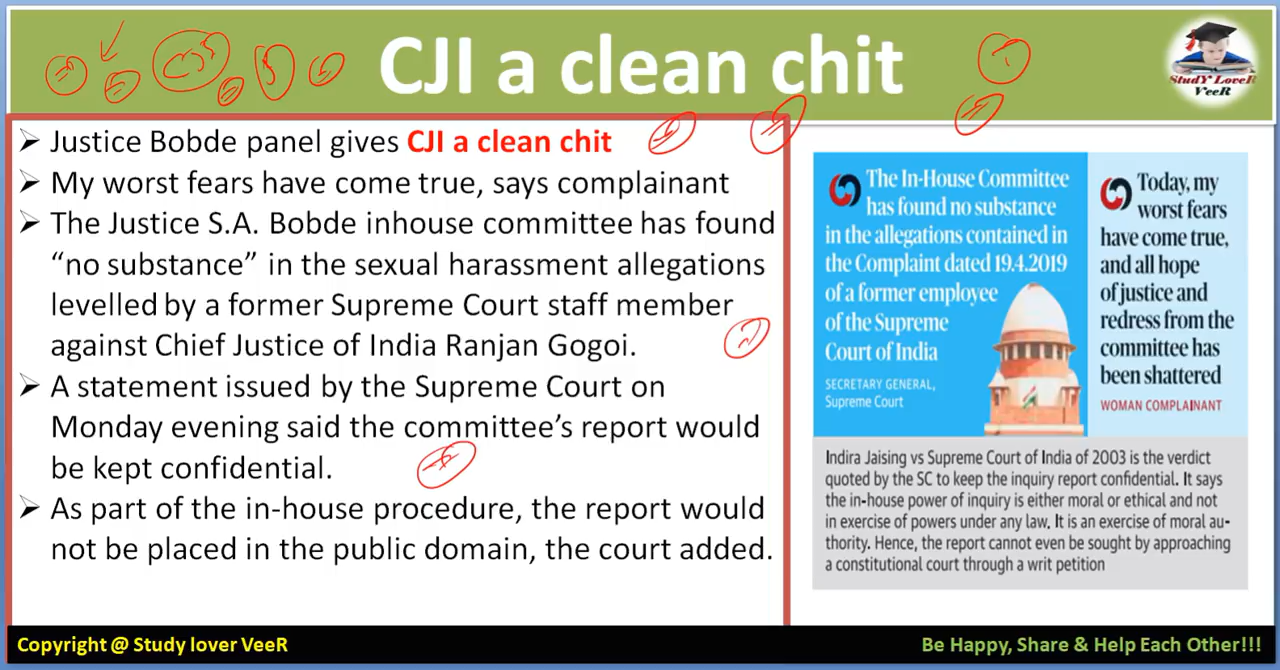 CJI a clean chit
StudY LoveR
VeeR
➢ Justice Bobde panel gives CJI a clean chit
➢ My worst fears have come true, says complainant
➢ The Justice S.A. Bobde inhouse committee has found
“no substance” in the sexual harassment allegations
levelled by a former Supreme Court staff member
against Chief Justice of India Ranjan Gogoi.
➢ A statement issued by the Supreme Court on
Monday evening said the committee’s report would
be kept confidential.
➢ As part of the in-house procedure, the report would
not be placed in the public domain, the court added.
The In-House Committee
has found no substance
in the allegations contained in
the Complaint dated 19.4.2019
of a former employee
of the Supreme
Court of India
SECRETARY GENERAL,
Supreme Court
Today, my
worst fears
have come true,
and all hope
of justice and
redress from the
committee has
been shattered
WOMAN COMPLAINANT
Indira Jaising vs Supreme Court of India of 2003 is the verdict
quoted by the SC to keep the inquiry report confidential. It says
the in-house power of inquiry is either moral or ethical and not
in exercise of powers under any law. It is an exercise of moral au-
thority. Hence, the report cannot even be sought by approaching
a constitutional court through a writ petition
Copyright @ Study lover VeeR
Be Happy, Share & Help Each Other!!!